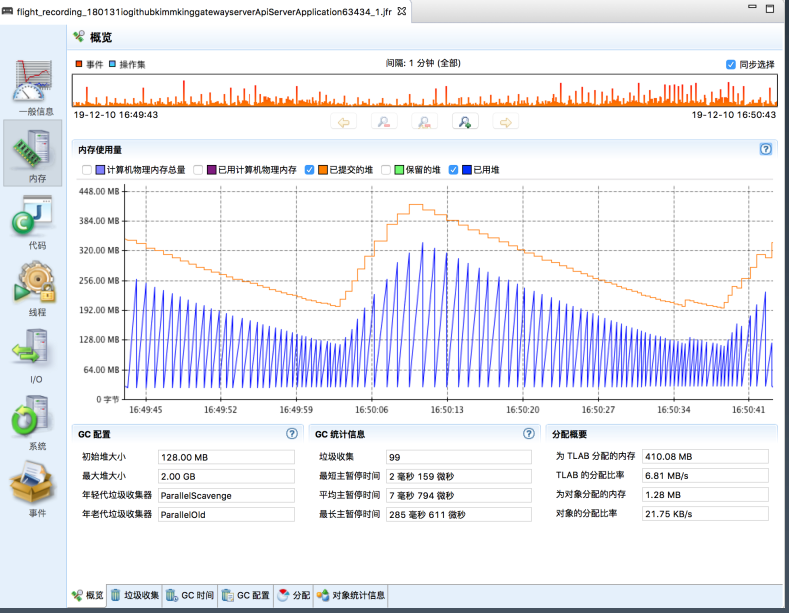 flight_recording_180131iogithubkimmkinggatewayserverApiServerApplication63434_1.jfr
概览
事件 操作集 间隔: 1 分钟 (全部) 同步选择
19-12-10 16:49:43 19-12-10 16:50:43
一般信息
内存
代码
线程
I/O
系统
事件
内存使用量
计算机物理内存总量 已用计算机物理内存 已提交的堆 保留的堆 已用堆
448.00 MB
384.00 MB
320.00 MB
256.00 MB
192.00 MB
128.00 MB
64.00 MB
0 字节
16:49:45 16:49:52 16:49:59 16:50:06 16:50:13 16:50:20 16:50:27 16:50:34 16:50:41
GC 配置
初始堆大小 128.00 MB
最大堆大小 2.00 GB
年轻代垃圾收集器 ParallelScavenge
年老代垃圾收集器 ParallelOld
GC 统计信息
垃圾收集 99
最短主暂停时间 2 毫秒 159 微秒
平均主暂停时间 7 毫秒 794 微秒
最长主暂停时间 285 毫秒 611 微秒
分配概要
为 TLAB 分配的内存 410.08 MB
TLAB 的分配比率 6.81 MB/s
为对象分配的内存 1.28 MB
对象的分配比率 21.75 KB/s
概览 垃圾收集 GC 时间 GC 配置 分配 对象统计信息